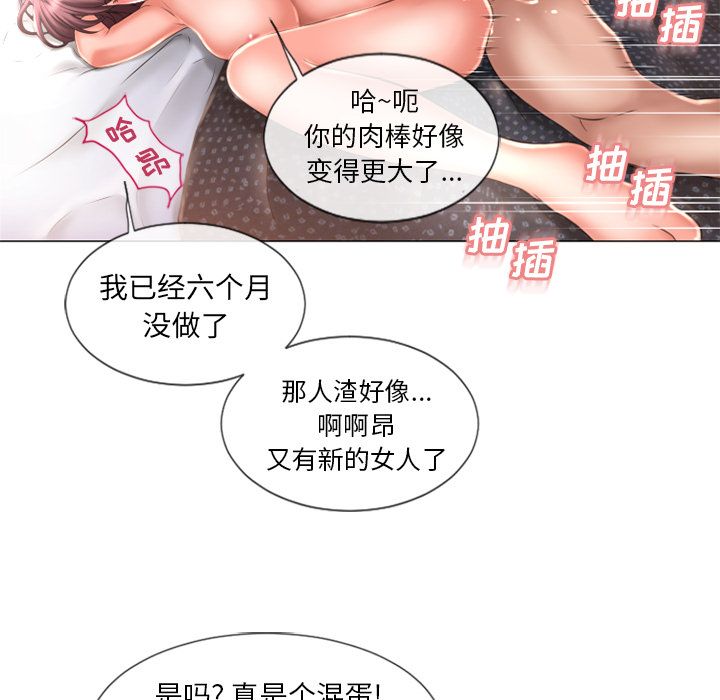 抽插
哈~呃
你的肉棒好像
变得更大了...
哈
抽插
抽插
我已经六个月
没做了
那人渣好像...
啊啊昂
又有新的女人了
是吗?真是个混蛋!